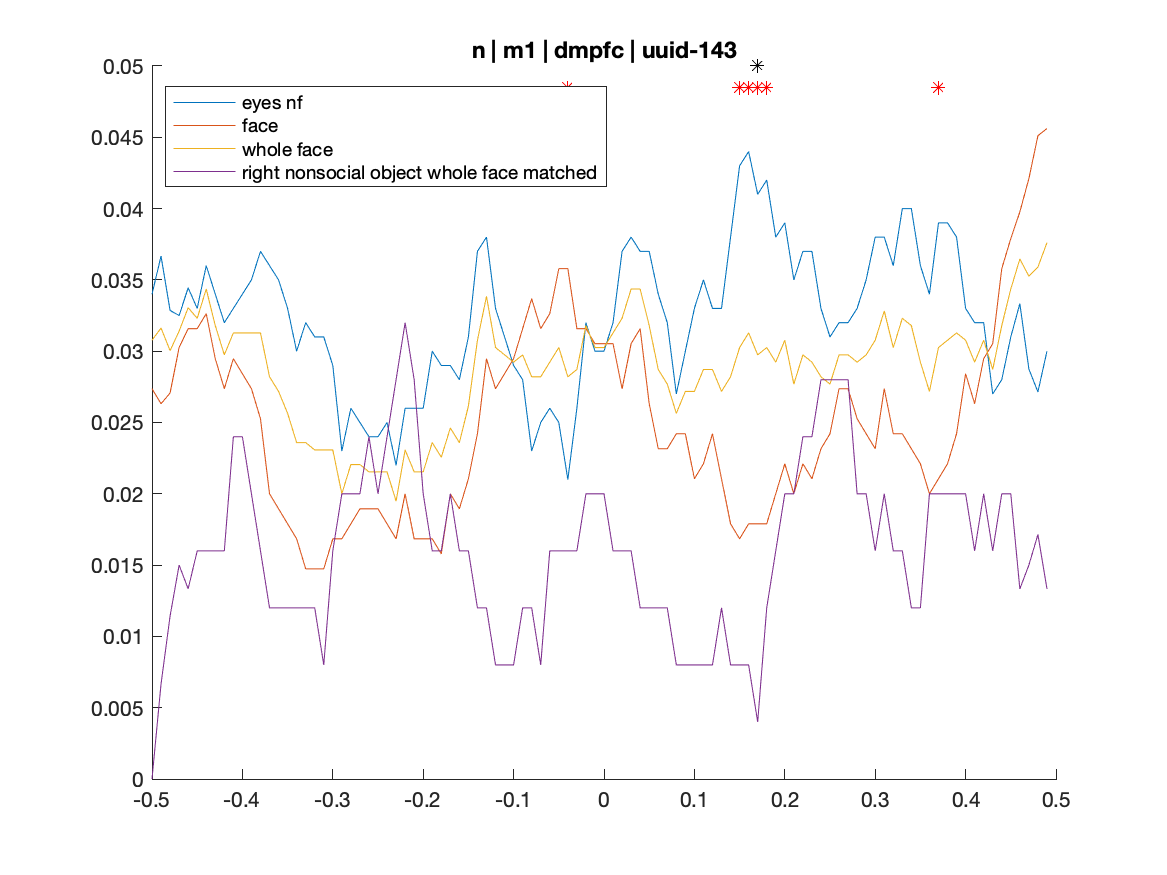 n | m1 | dmpfc | uuid-143
0.05
0.045
0.04
0.035
0.03
0.025
0.02
0.015
0.01
0.005
0
eyes nf
face
whole face
right nonsocial object whole face matched
-0.5 -0.4 -0.3 -0.2 -0.1 0 0.1 0.2 0.3 0.4 0.5